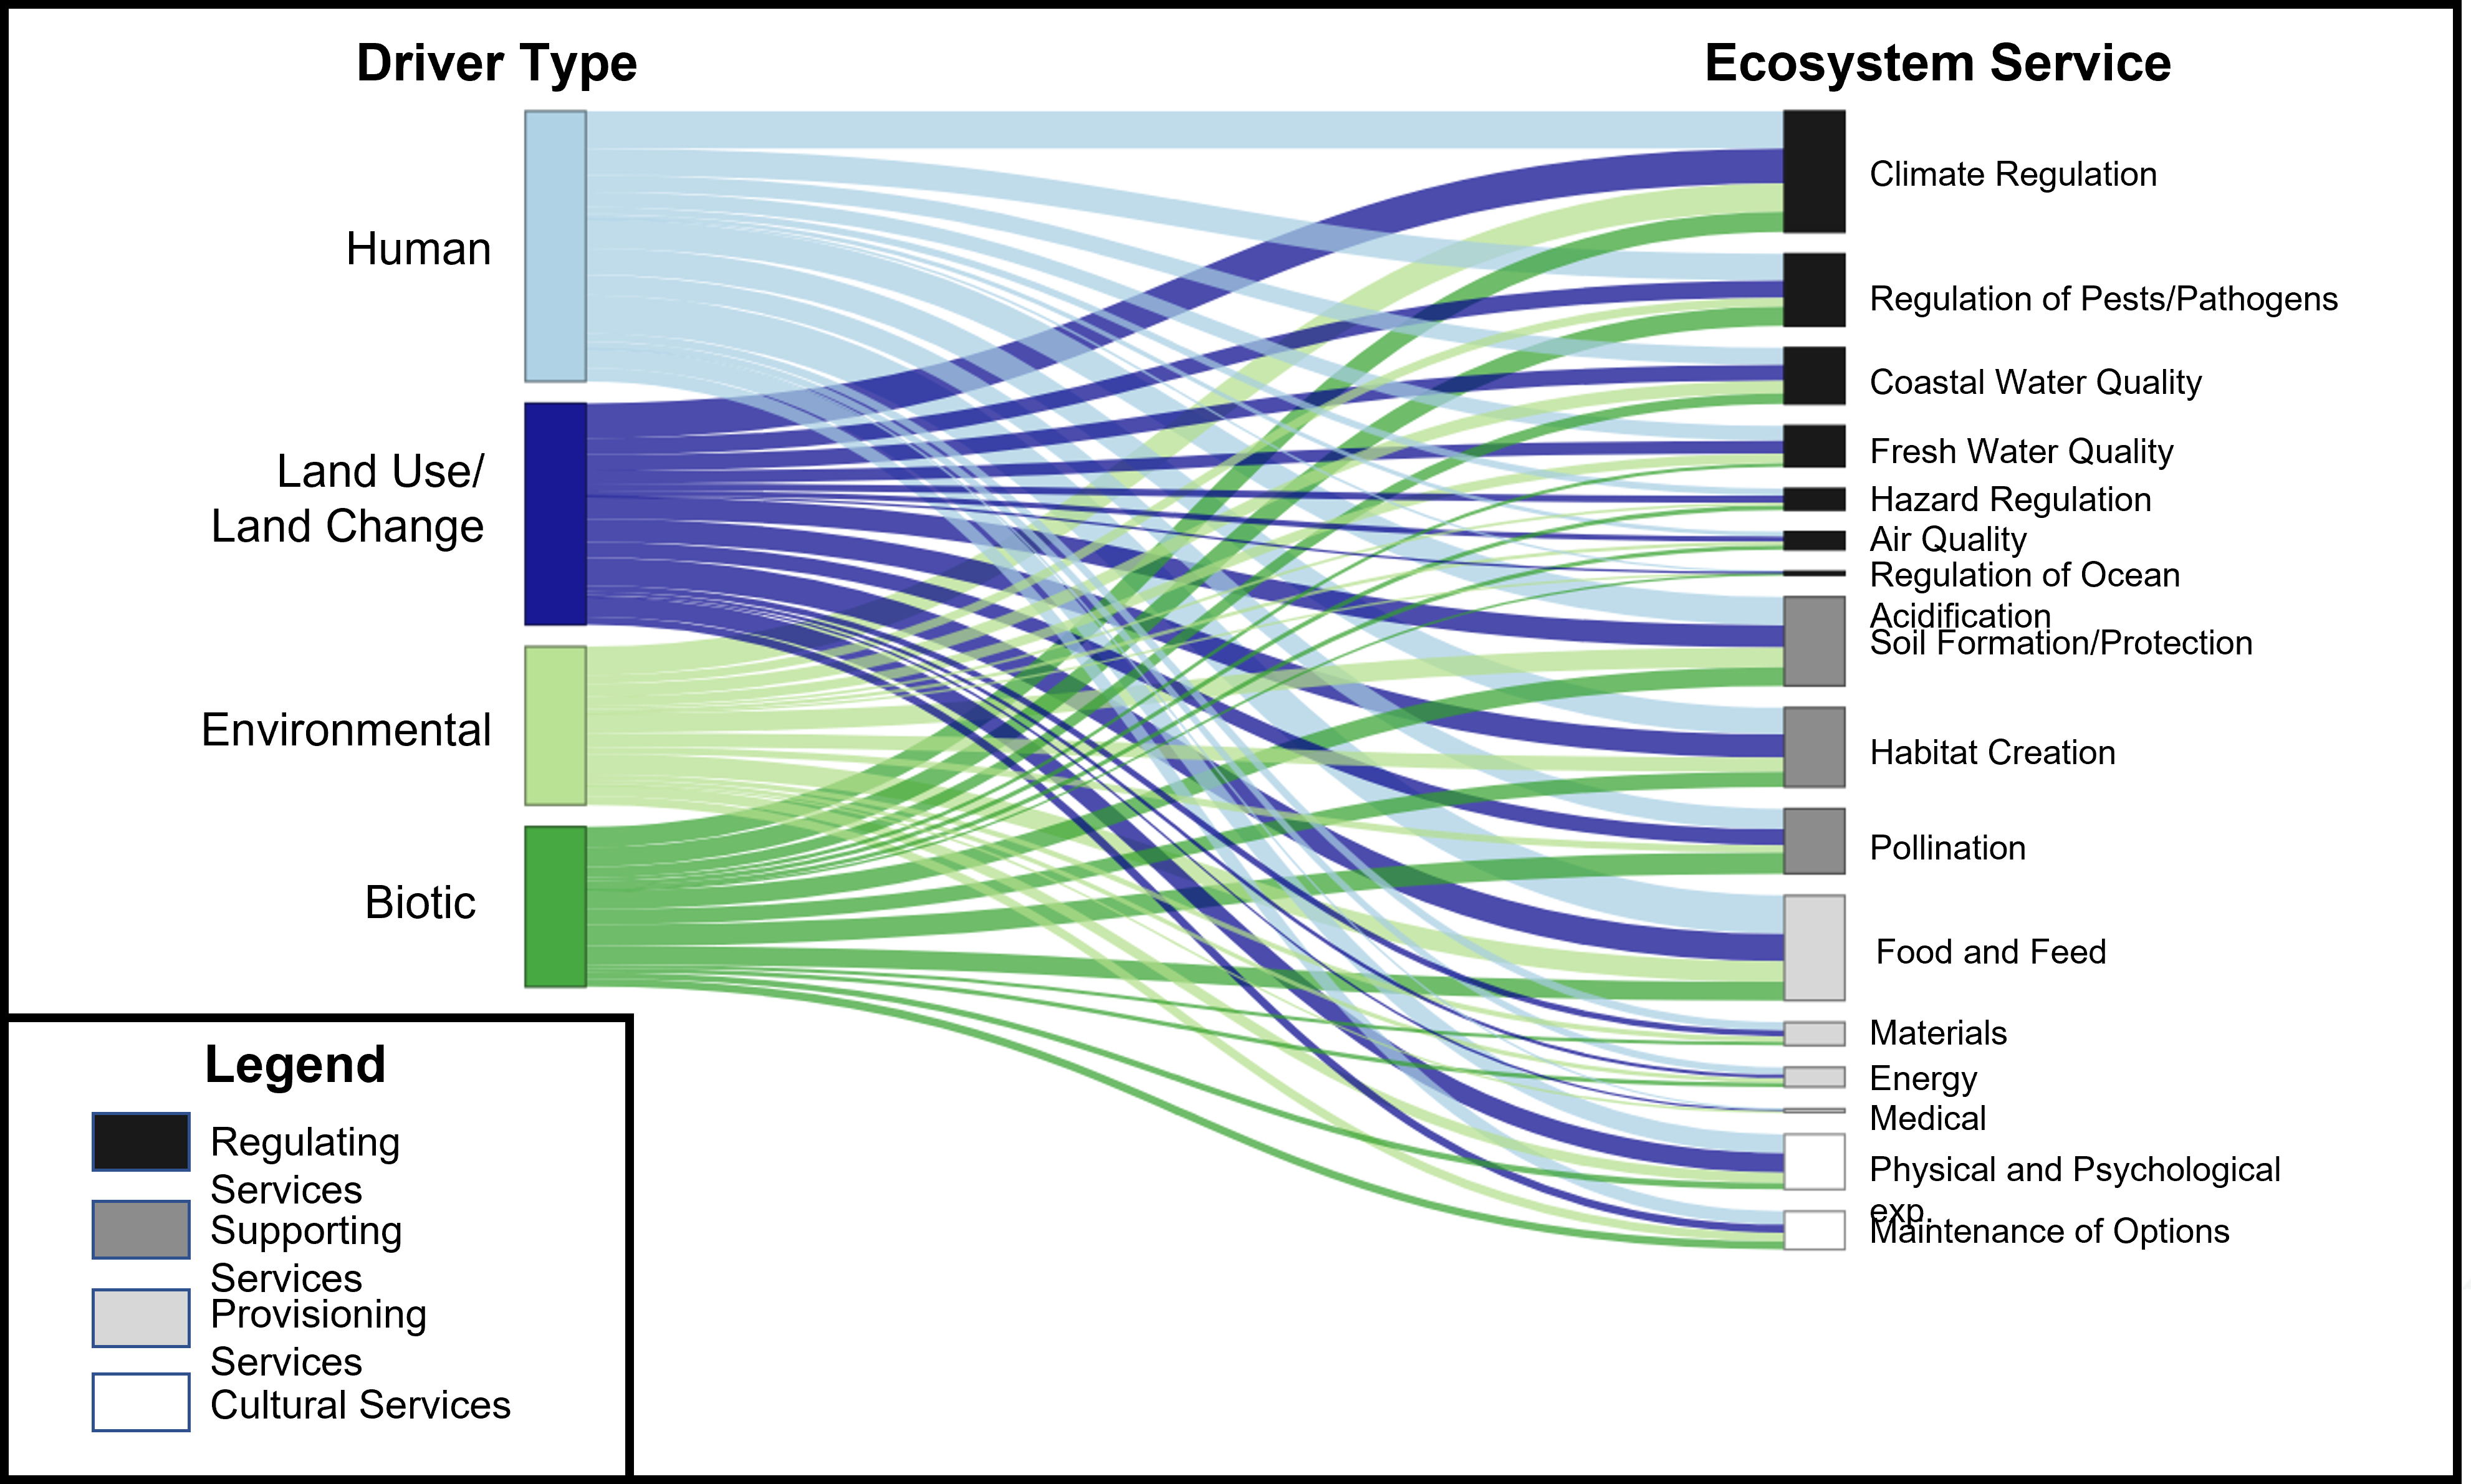 Driver Type
Ecosystem Service
Human
Land Use/
Land Change
Environmental
Biotic
Climate Regulation
Regulation of Pests/Pathogens
Coastal Water Quality
Fresh Water Quality
Hazard Regulation
Air Quality
Regulation of Ocean
Acidification
Soil Formation/Protection
Habitat Creation
Pollination
Food and Feed
Materials
Energy
Medical
Physical and Psychological
exp.
Maintenance of Options
Legend
Regulating
Services
Supporting
Services
Provisioning
Services
Cultural Services